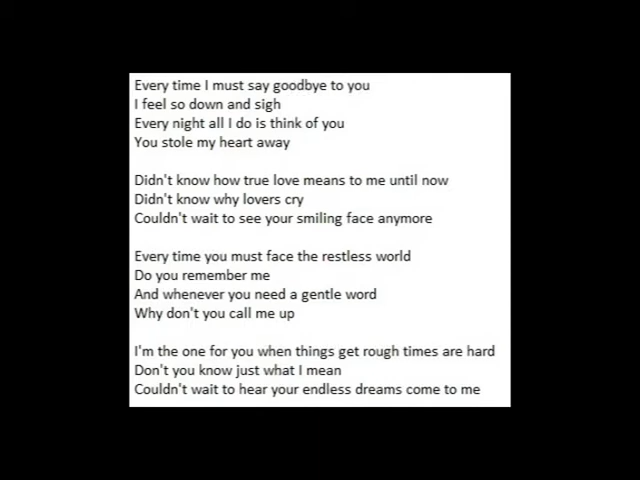 Every time I must say goodbye to you
I feel so down and sigh
Every night all I do is think of you
You stole my heart away

Didn't know how true love means to me until now
Didn't know why lovers cry
Couldn't wait to see your smiling face anymore

Every time you must face the restless world
Do you remember me
And whenever you need a gentle word
Why don't you call me up

I'm the one for you when things get rough times are hard
Don't you know just what I mean
Couldn't wait to hear your endless dreams come to me